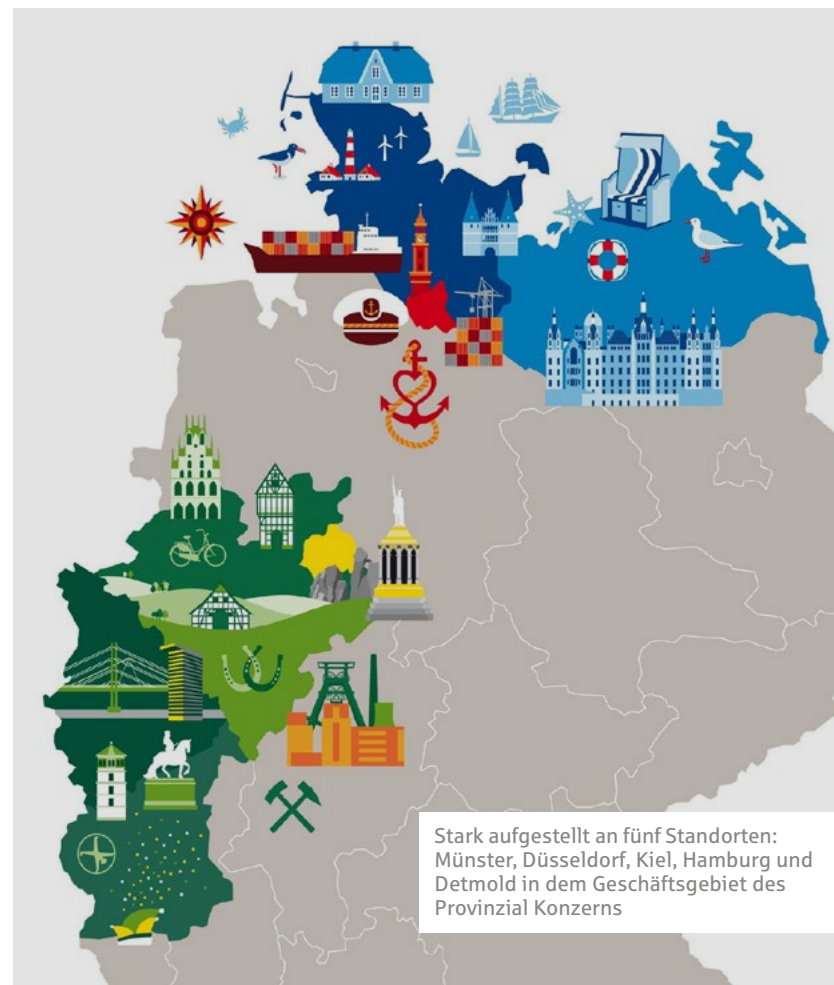 Stark aufgestellt an fünf Standorten:
Münster, Düsseldorf, Kiel, Hamburg und
Detmold in dem Geschäftsgebiet des
Provinzial Konzerns